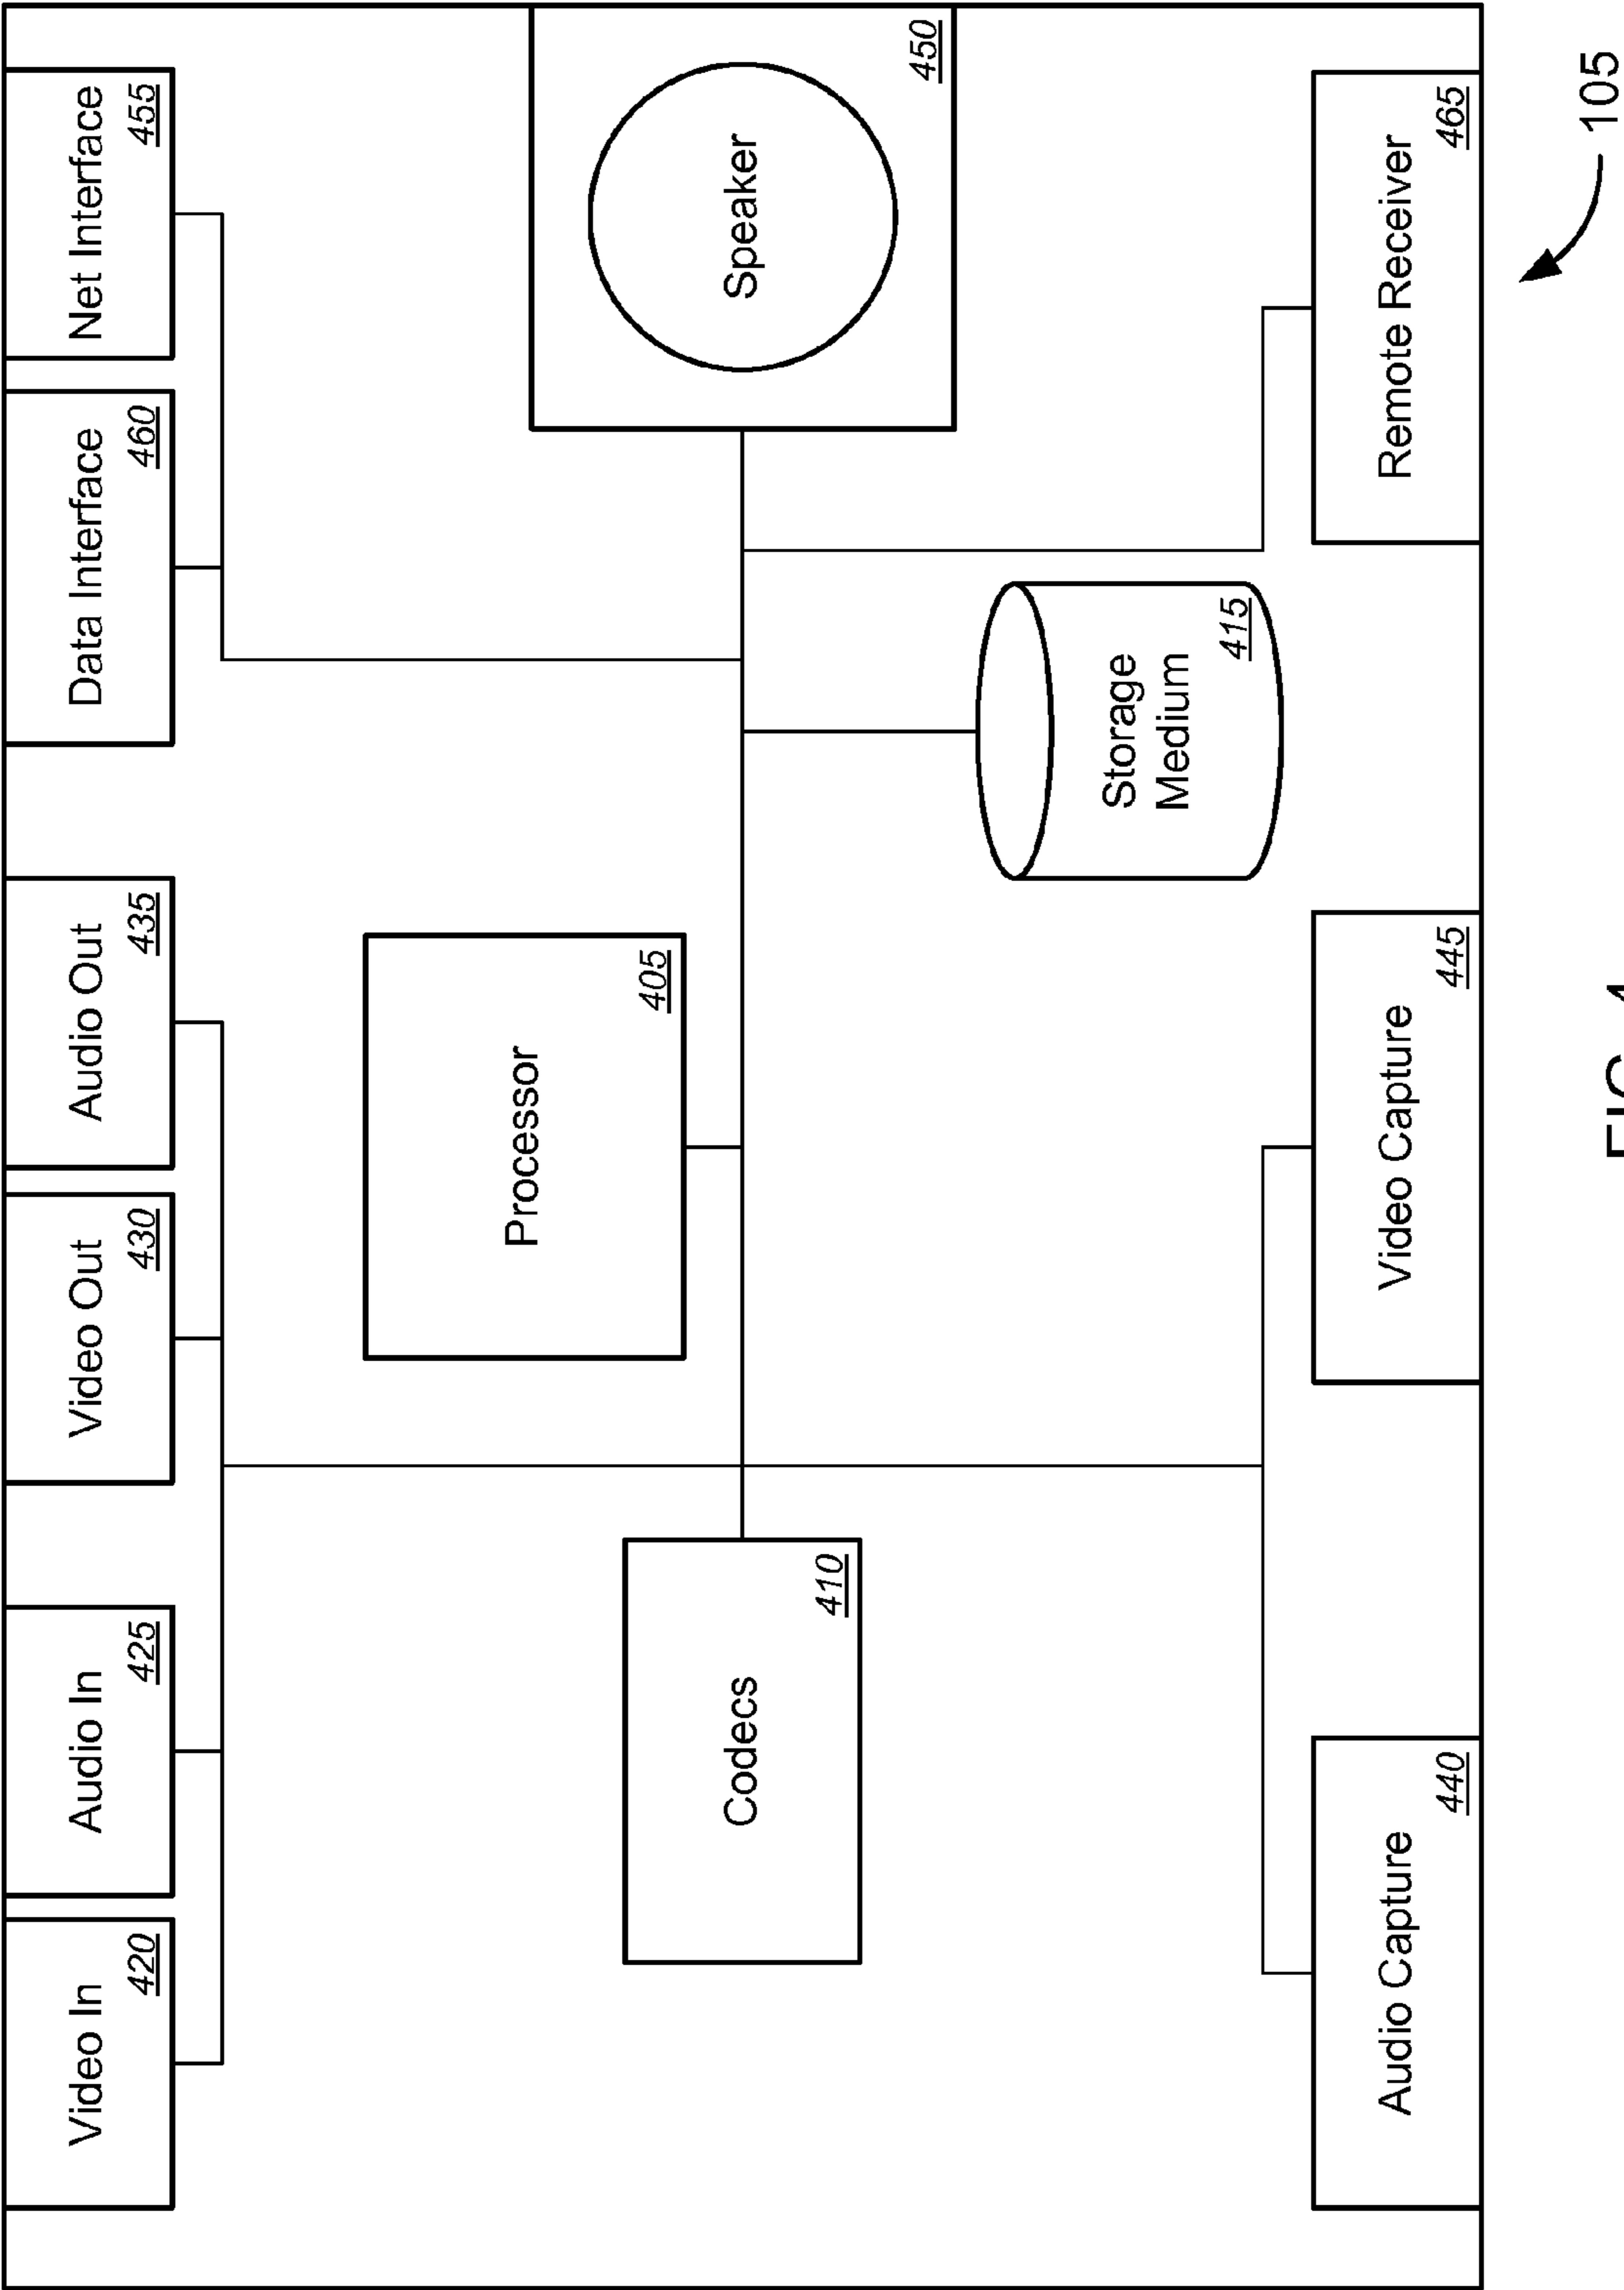 Video In
420
Audio In
425
Video Out
430
Audio Out
435
Data Interface
460
Net Interface
455
Processor
405
Codecs
410
Speaker
450
Storage
Medium
415
Audio Capture
440
Video Capture
445
Remote Receiver
465
105